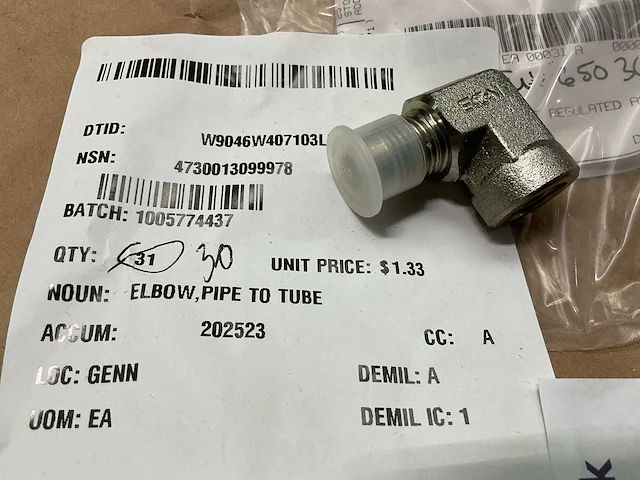 EA 00031 A
650 30
REGULATED
DTID: W9046W407103L
NSN: 4730013099978
BATCH: 1005774437
QTY: 31 30 UNIT PRICE: $1.33
NOUN: ELBOW,PIPE TO TUBE
ACCUM: 202523 CC: A
LOC: GENN DEMIL: A
UOM: EA DEMIL IC: 1